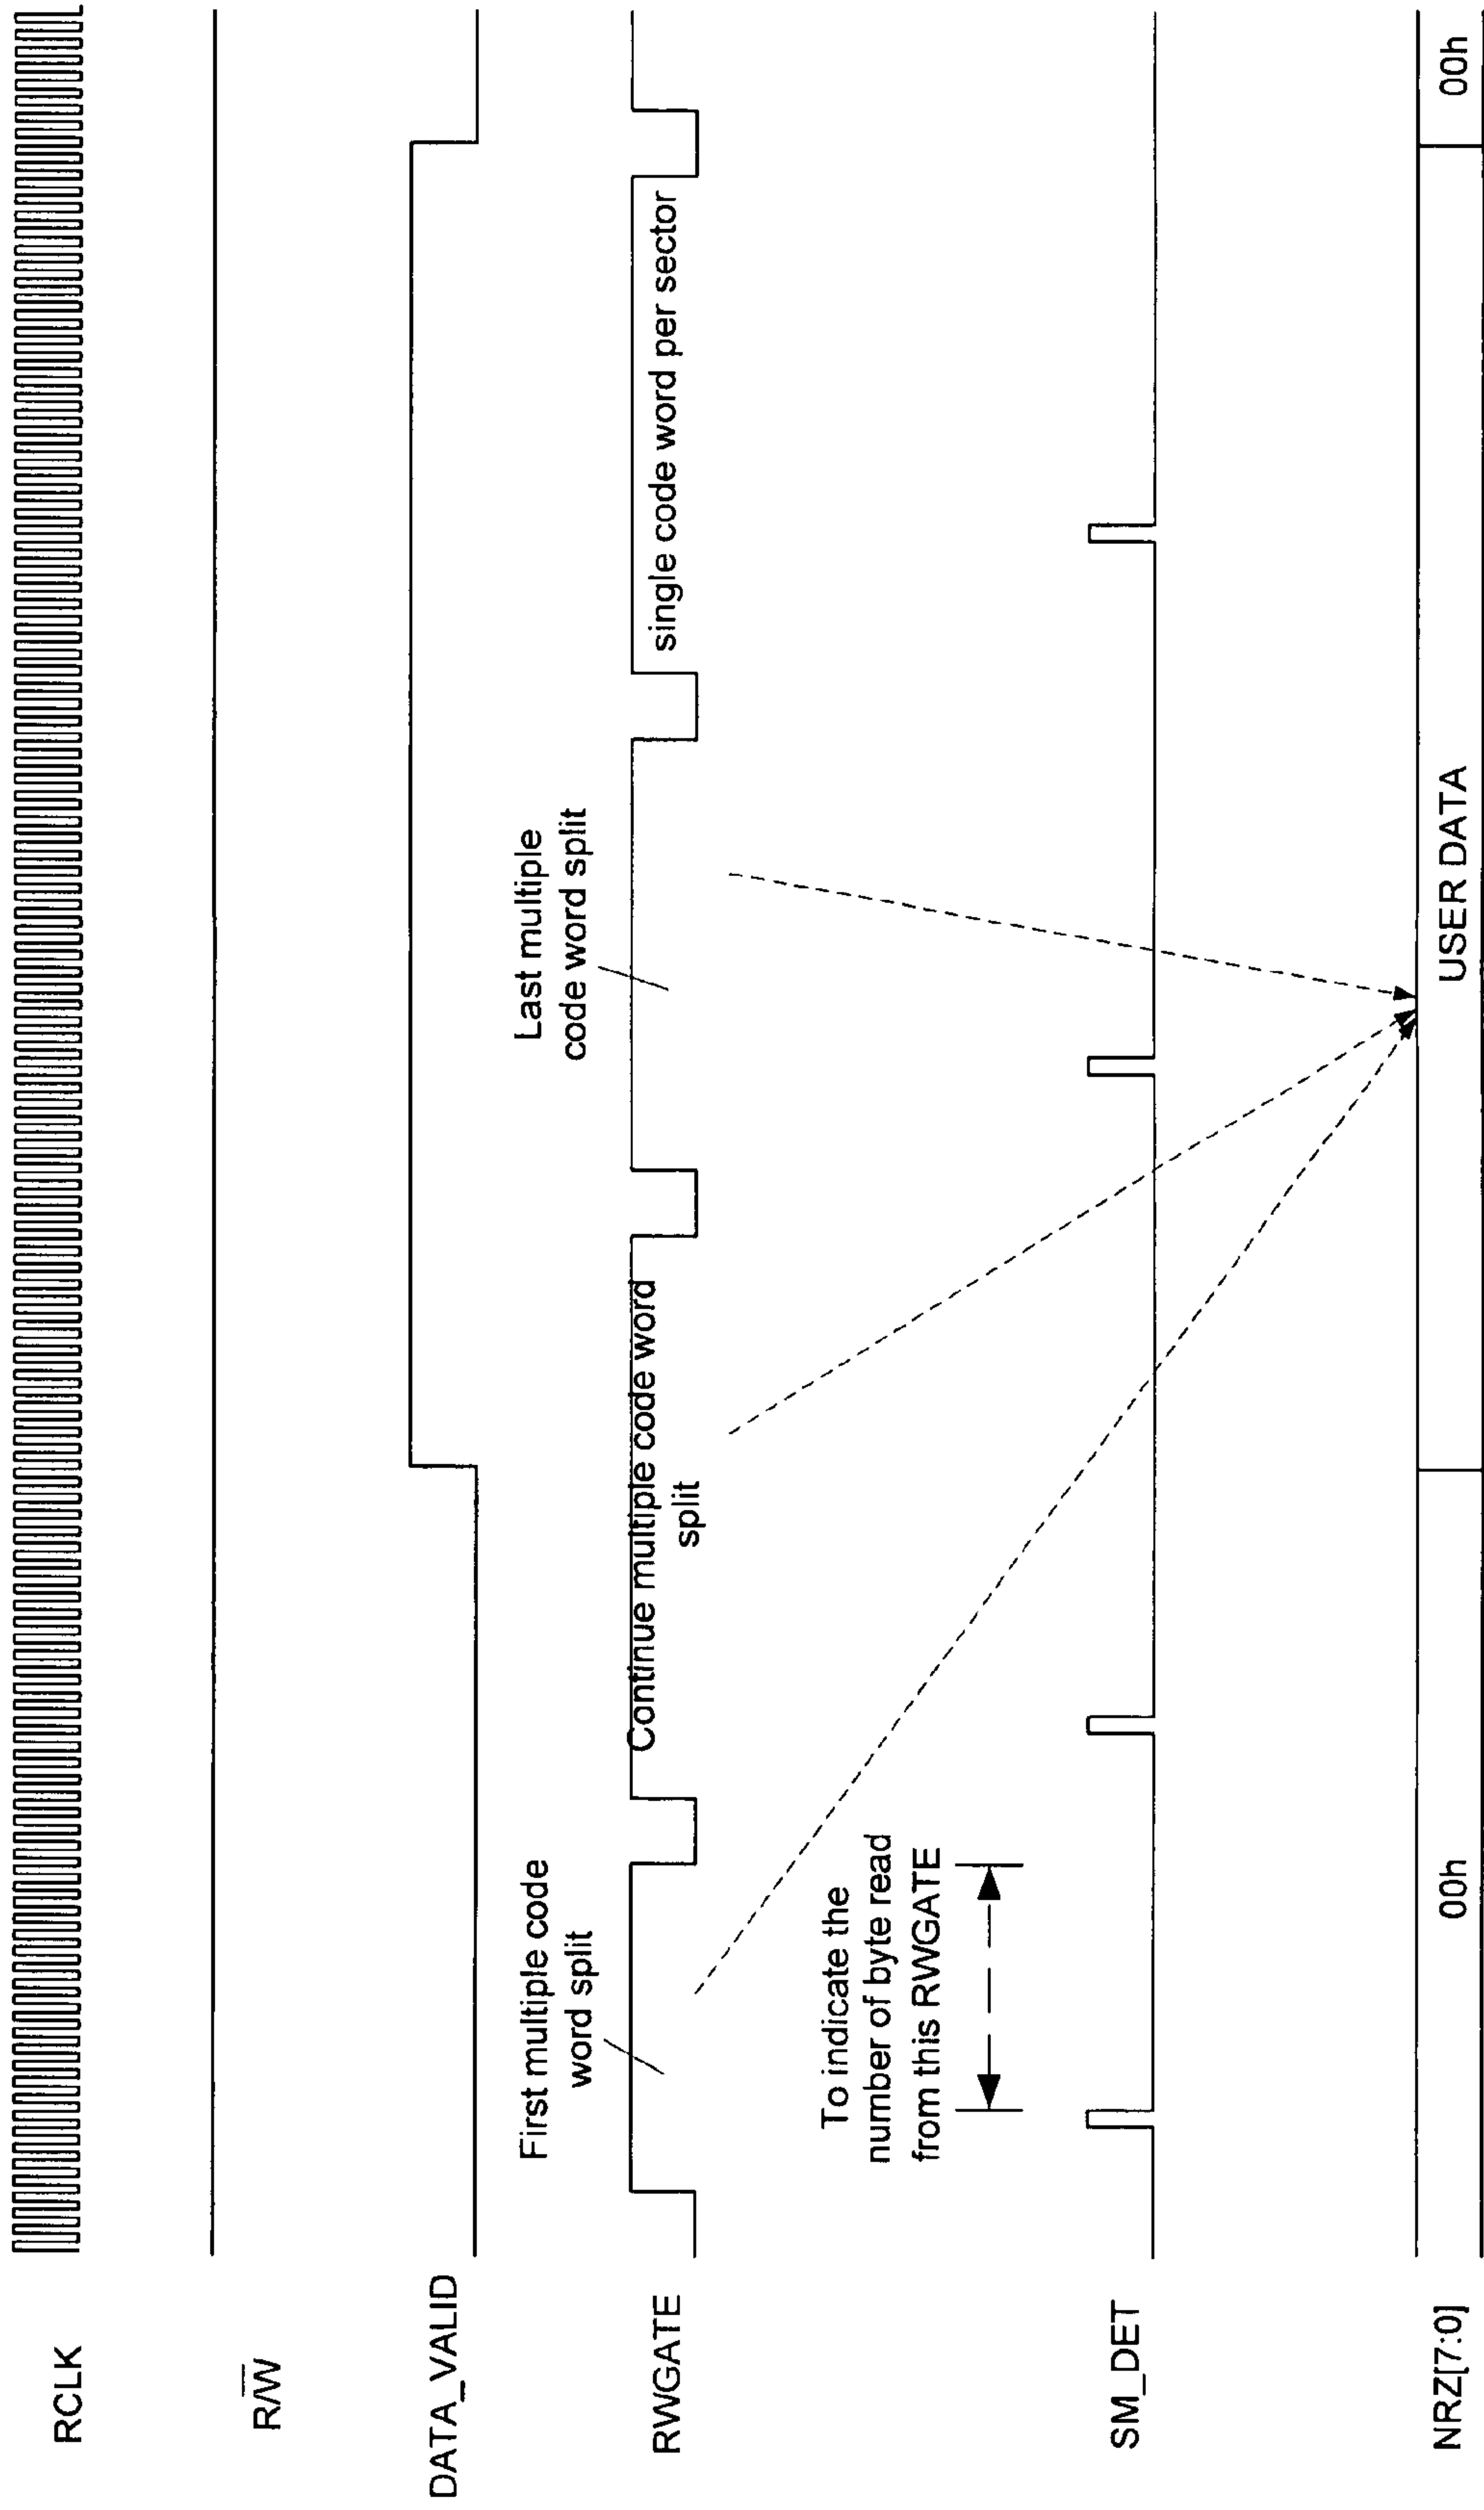 RCLK
R/W̅
DATA_VALID
First multiple code
word split
Last multiple
code word split
RWGATE
Continue multiple code word
split
single code word per sector
To indicate the
number of byte read
from this RWGATE
SM_DET
NRZ[7:0]
00h
USER DATA
00h